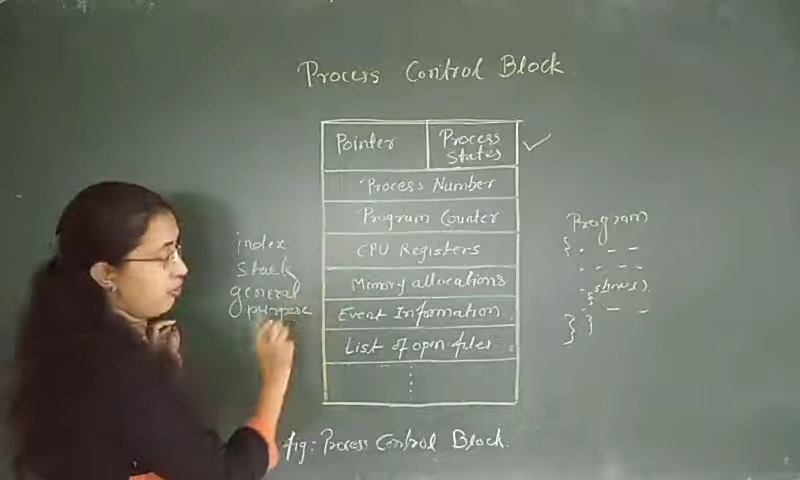 Process Control Block
Pointer
Process
States
Process Number
Program Counter
CPU Registers
Memory allocations
Event Information
List of open files
index
stack
general
purpose
Program
fig: Process Control Block.